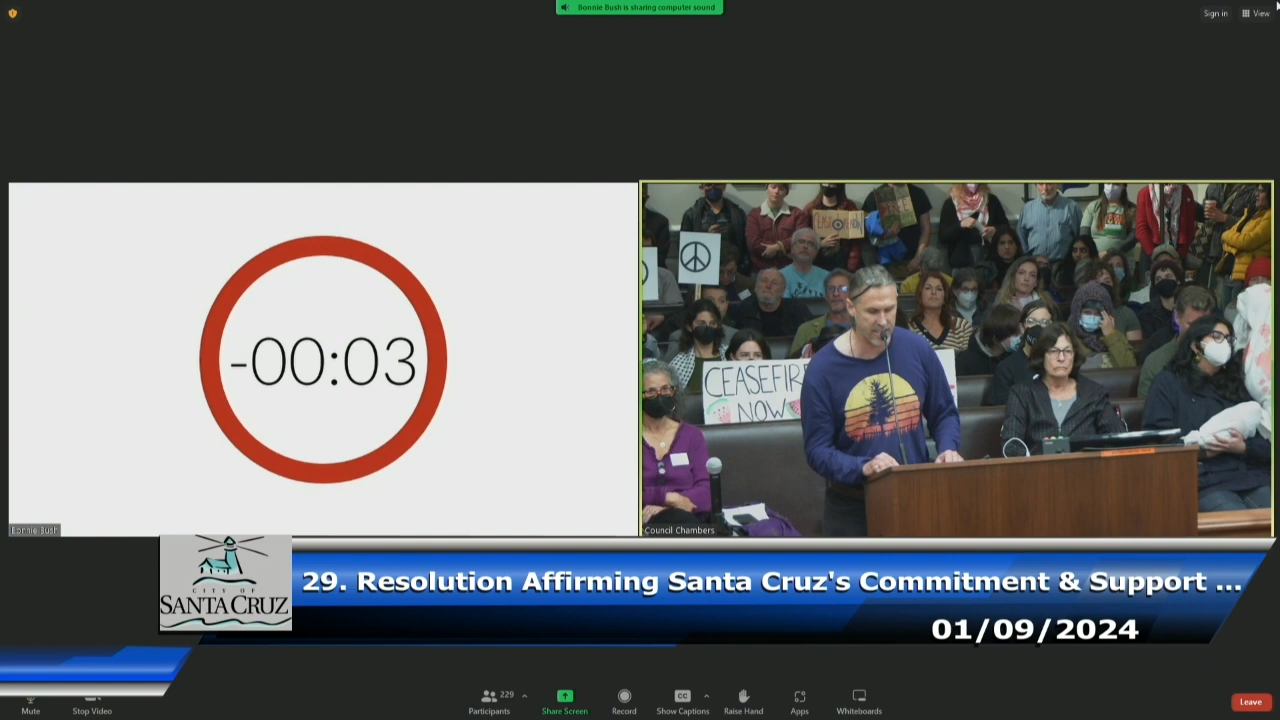 Bonnie Bush is sharing computer sound
Sign in
View
-00:03
CEASEFIRE
CEASEFIR
NOW
Bonnie Bush
Council Chambers
CITY OF
SANTA CRUZ
29. Resolution Affirming Santa Cruz's Commitment & Support ...
01/09/2024
Mute
Stop Video
229
Participants
Share Screen
CC
Record
Show Captions
Raise Hand
Apps
Whiteboards
Leave